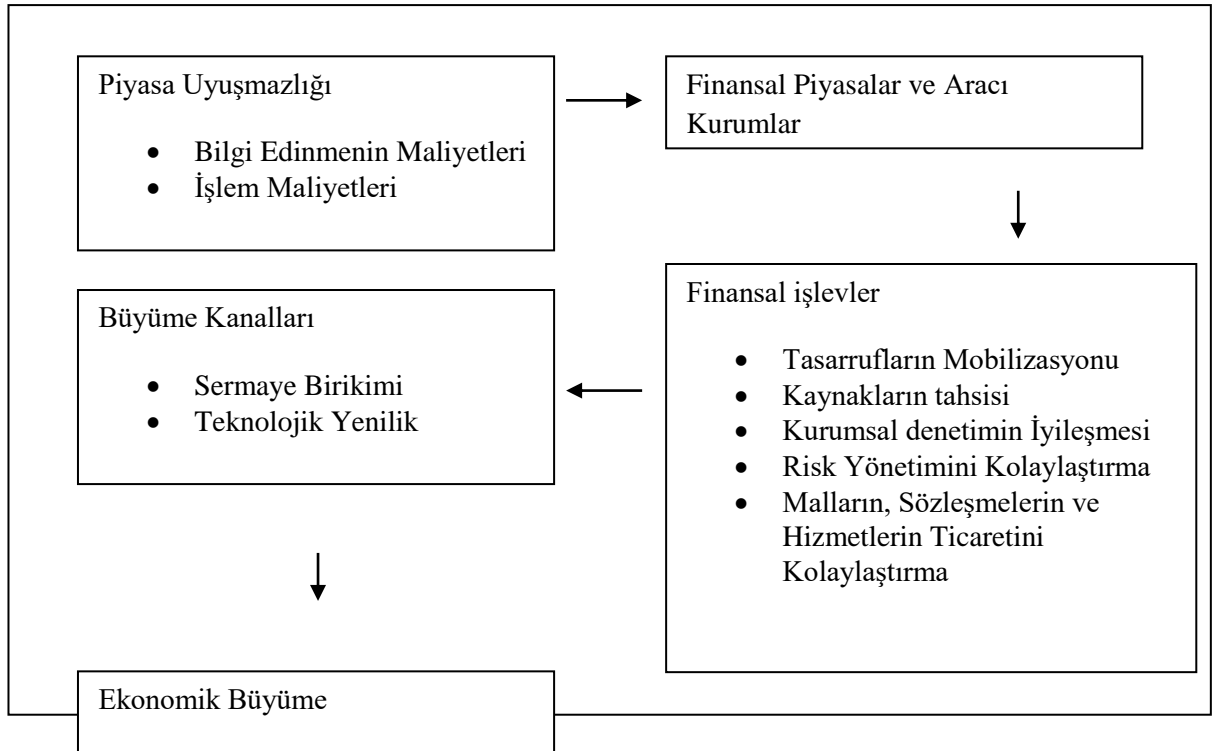 Piyasa Uyuşmazlığı
• Bilgi Edinmenin Maliyetleri
• İşlem Maliyetleri
Finansal Piyasalar ve Aracı
Kurumlar
Finansal işlevler
• Tasarrufların Mobilizasyonu
• Kaynakların tahsisi
• Kurumsal denetimin İyileşmesi
• Risk Yönetimini Kolaylaştırma
• Malların, Sözleşmelerin ve
Hizmetlerin Ticaretini
Kolaylaştırma
Büyüme Kanalları
• Sermaye Birikimi
• Teknolojik Yenilik
Ekonomik Büyüme